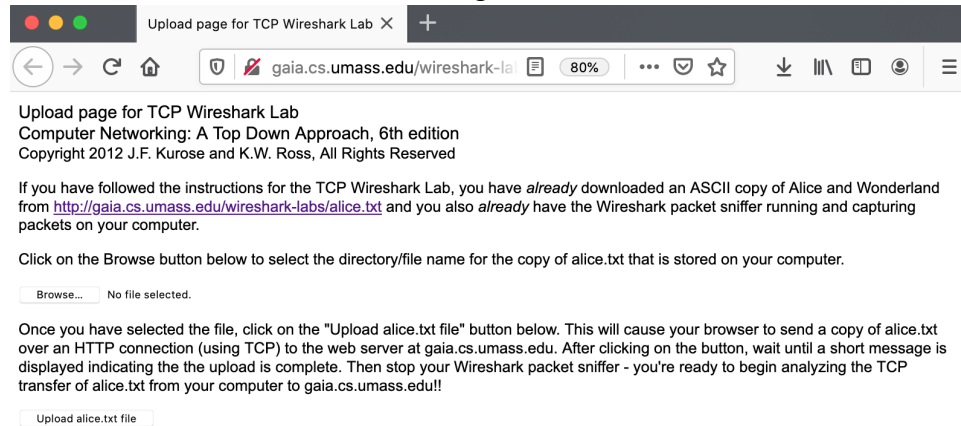 Upload page for TCP Wireshark Lab
gaia.cs.umass.edu/wireshark-la
80%
Upload page for TCP Wireshark Lab
Computer Networking: A Top Down Approach, 6th edition
Copyright 2012 J.F. Kurose and K.W. Ross, All Rights Reserved
If you have followed the instructions for the TCP Wireshark Lab, you have already downloaded an ASCII copy of Alice and Wonderland
from http://gaia.cs.umass.edu/wireshark-labs/alice.txt and you also already have the Wireshark packet sniffer running and capturing
packets on your computer.
Click on the Browse button below to select the directory/file name for the copy of alice.txt that is stored on your computer.
Browse... No file selected.
Once you have selected the file, click on the "Upload alice.txt file" button below. This will cause your browser to send a copy of alice.txt
over an HTTP connection (using TCP) to the web server at gaia.cs.umass.edu. After clicking on the button, wait until a short message is
displayed indicating the the upload is complete. Then stop your Wireshark packet sniffer - you're ready to begin analyzing the TCP
transfer of alice.txt from your computer to gaia.cs.umass.edu!!
Upload alice.txt file